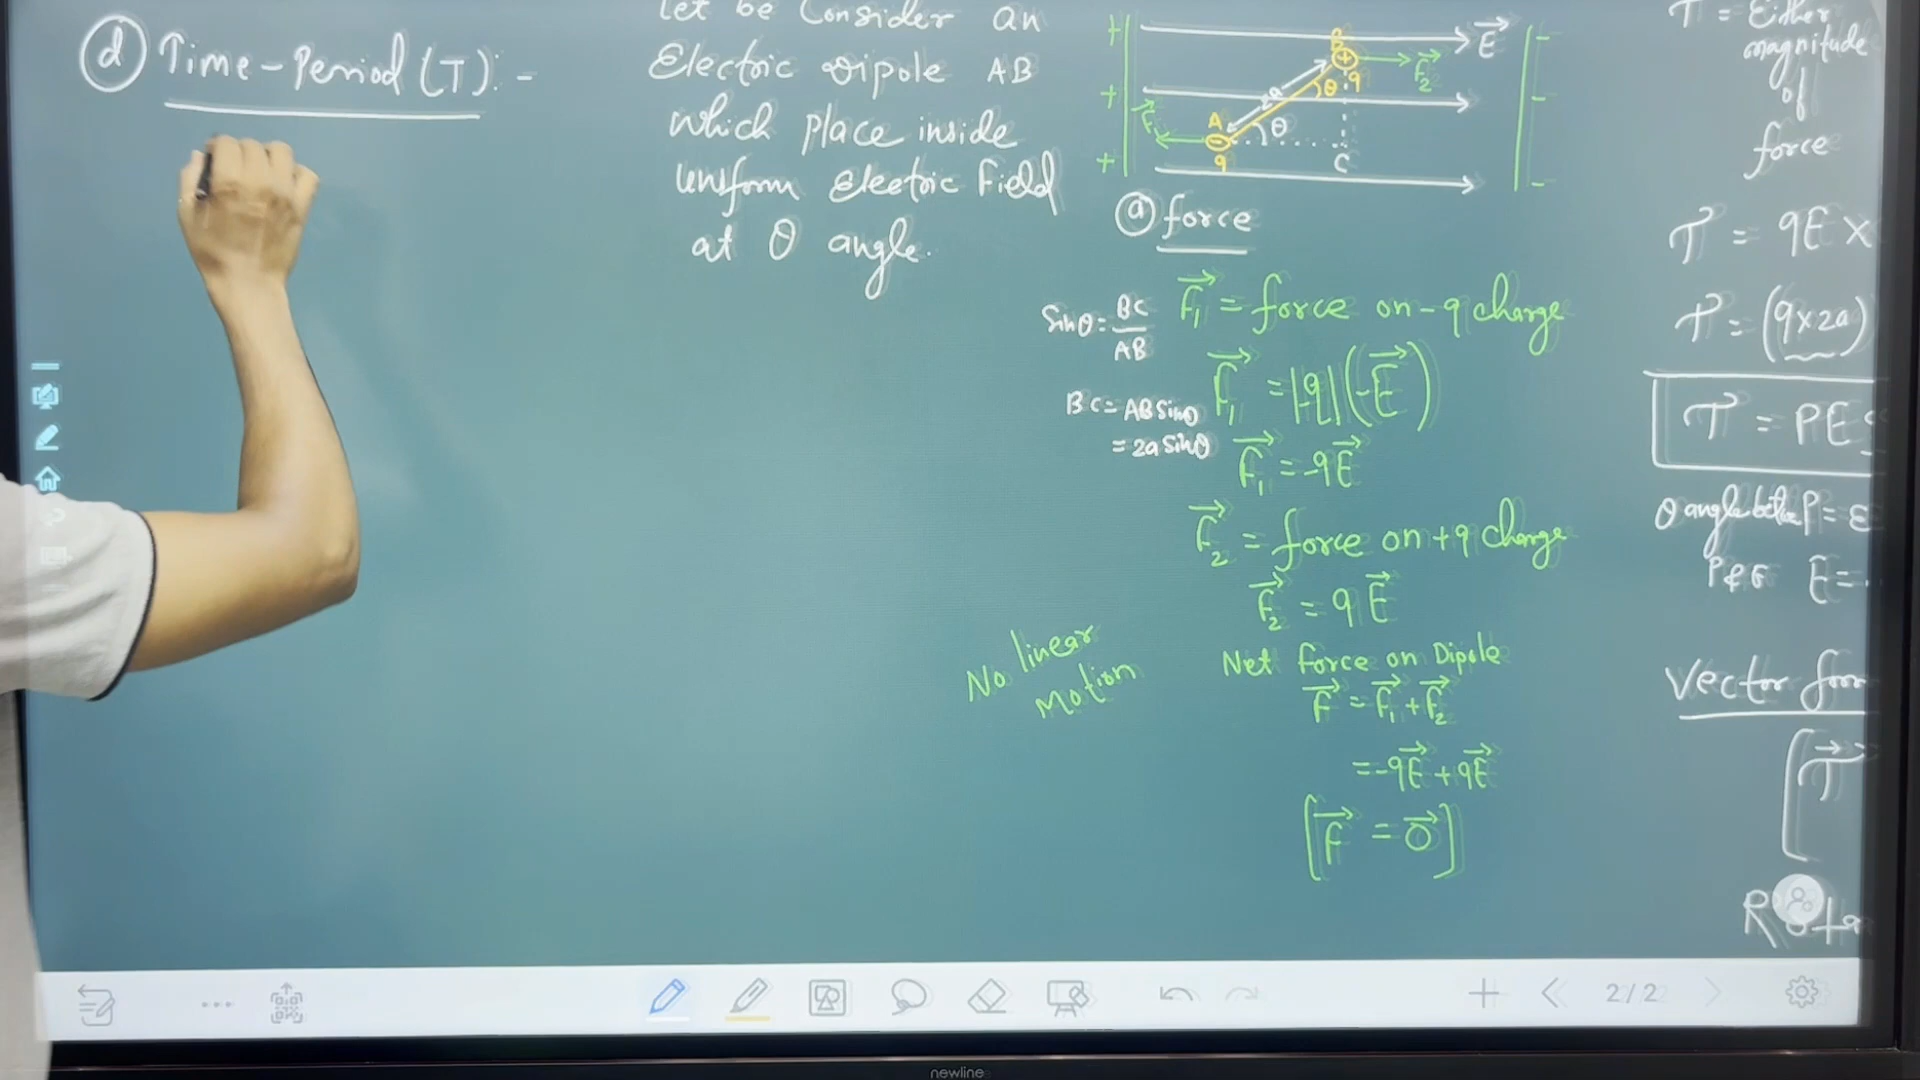 (d) Time-Period (T): -
let be Consider an
Electric dipole AB
which place inside
uniform Electric Field
at θ angle.
E
B
+
q
F2
θ
2a
A
-
q
θ
C
(a) force
F1 = force on -q charge
Sinθ = BC/AB
F1 = |-q|(-E)
BC = AB Sinθ
= 2a Sinθ
F1 = -qE
F2 = force on +q charge
F2 = qE
No linear
Motion
Net force on Dipole
F = F1 + F2
= -qE + qE
[F = 0]
T = Either
magnitude
of
force
τ = qE ×
τ = (q×2a)
τ = PE
θ angle
P & E E =
Vector
τ
2/2
newline